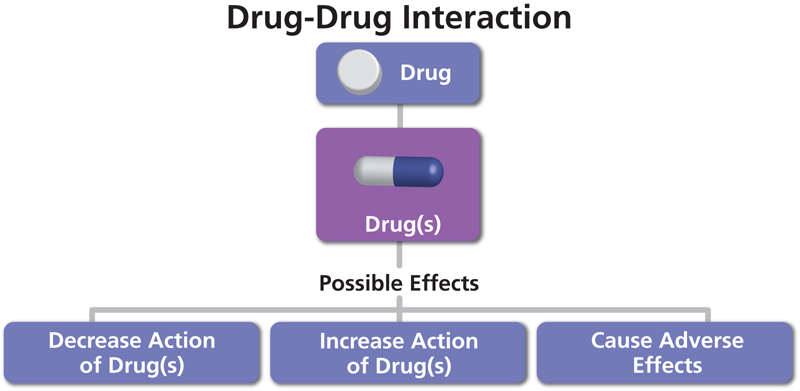 Drug-Drug Interaction
Drug
Drug(s)
Possible Effects
Decrease Action
of Drug(s)
Increase Action
of Drug(s)
Cause Adverse
Effects